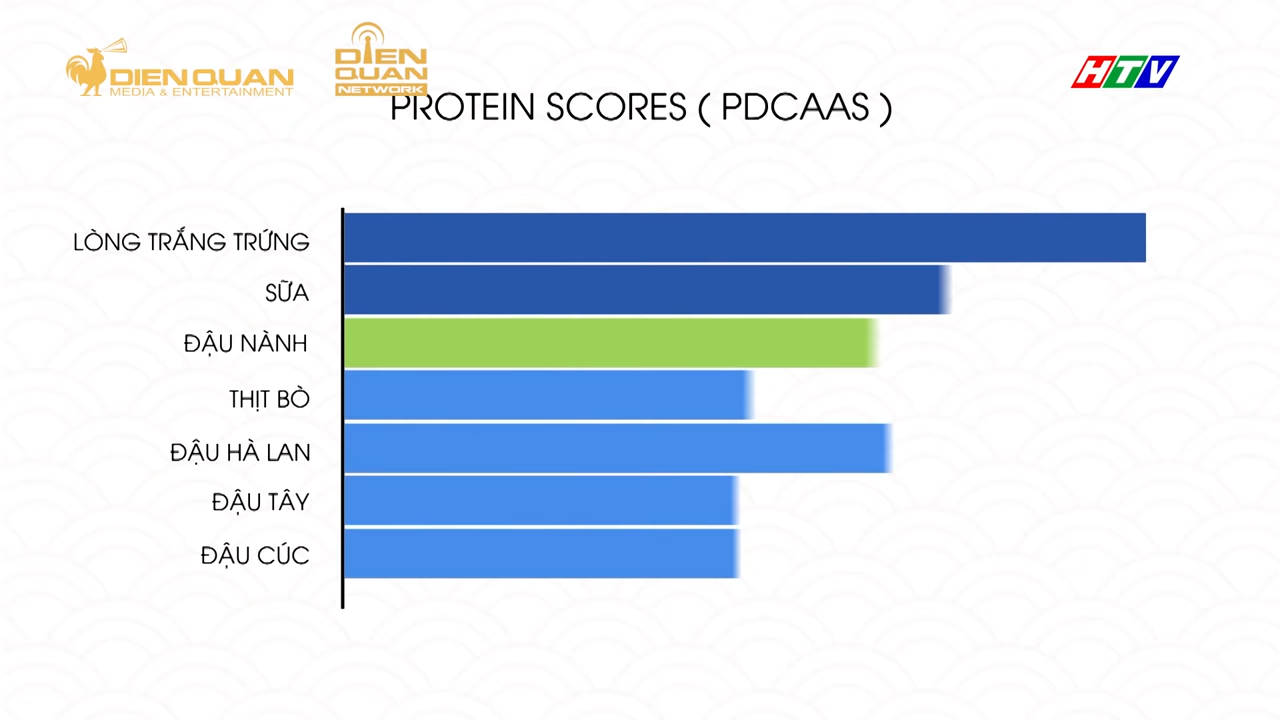 DIEN QUAN
MEDIA & ENTERTAINMENT
DIEN
QUAN
NETWORK
HTV
PROTEIN SCORES ( PDCAAS )
LÒNG TRẮNG TRỨNG
SỮA
ĐẬU NÀNH
THỊT BÒ
ĐẬU HÀ LAN
ĐẬU TÂY
ĐẬU CÚC